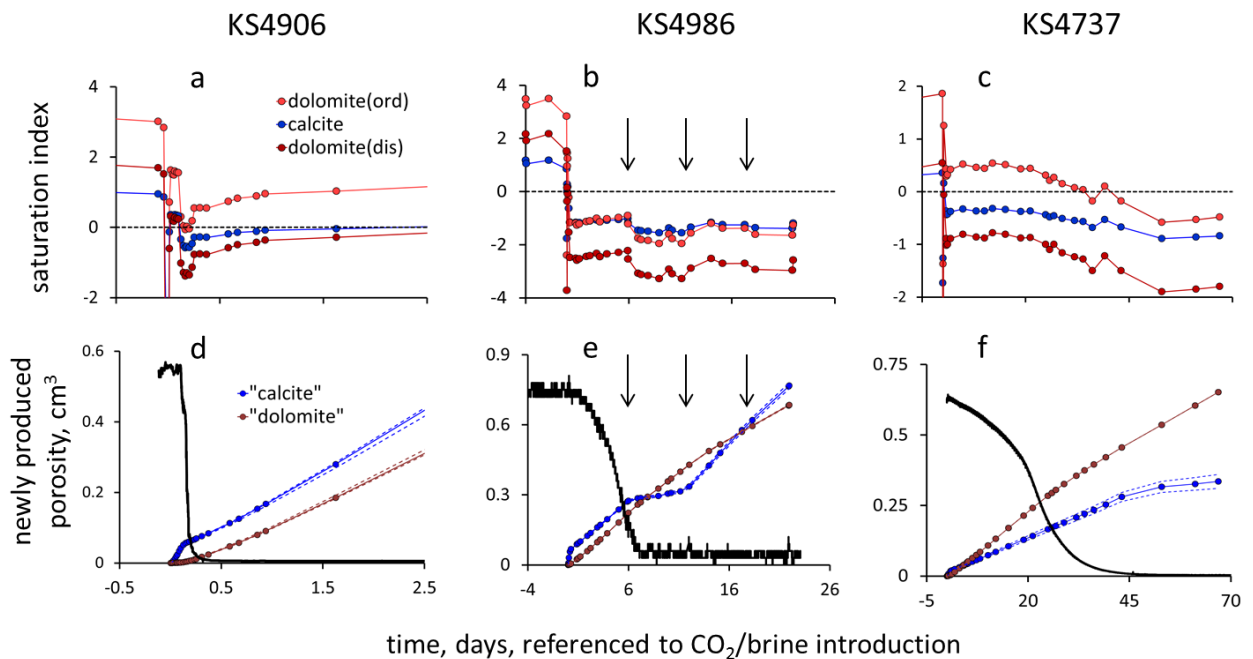 KS4906 KS4986 KS4737
a b c
saturation index
4
2
0
-2
dolomite(ord)
calcite
dolomite(dis)
4
2
0
-2
-4
2
1
0
-1
-2
d e f
newly produced
porosity, cm³
0.6
0.4
0.2
0
"calcite"
"dolomite"
0.9
0.6
0.3
0
0.75
0.5
0.25
0
-0.5 0.5 1.5 2.5
-4 6 16 26
-5 20 45 70
time, days, referenced to CO₂/brine introduction